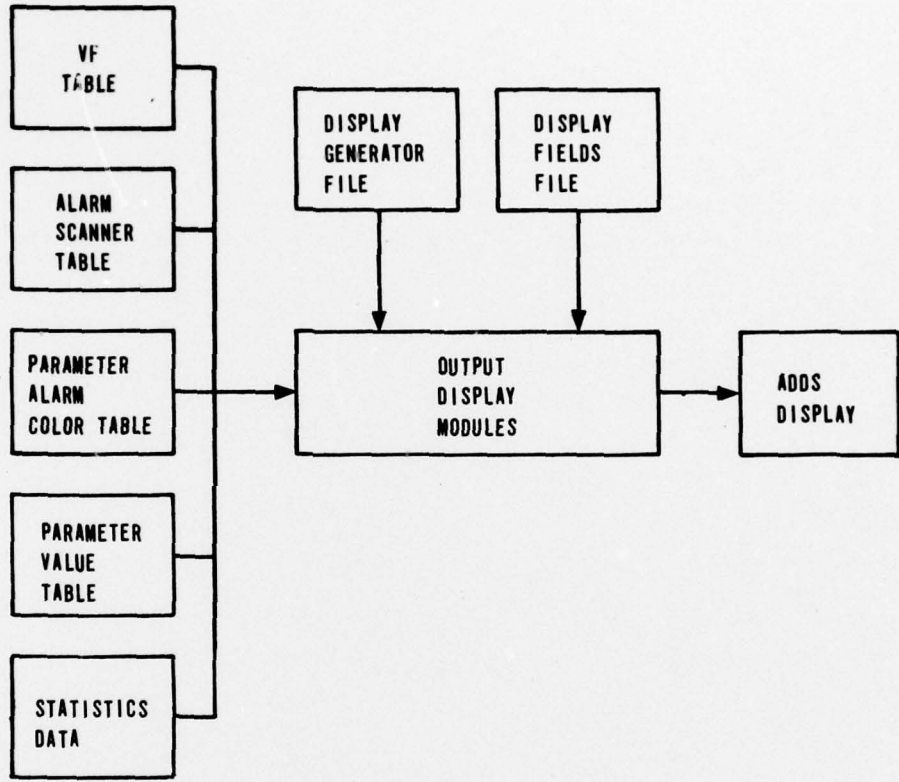 VF
TABLE
ALARM
SCANNER
TABLE
PARAMETER
ALARM
COLOR TABLE
PARAMETER
VALUE
TABLE
STATISTICS
DATA
DISPLAY
GENERATOR
FILE
DISPLAY
FIELDS
FILE
OUTPUT
DISPLAY
MODULES
ADDS
DISPLAY